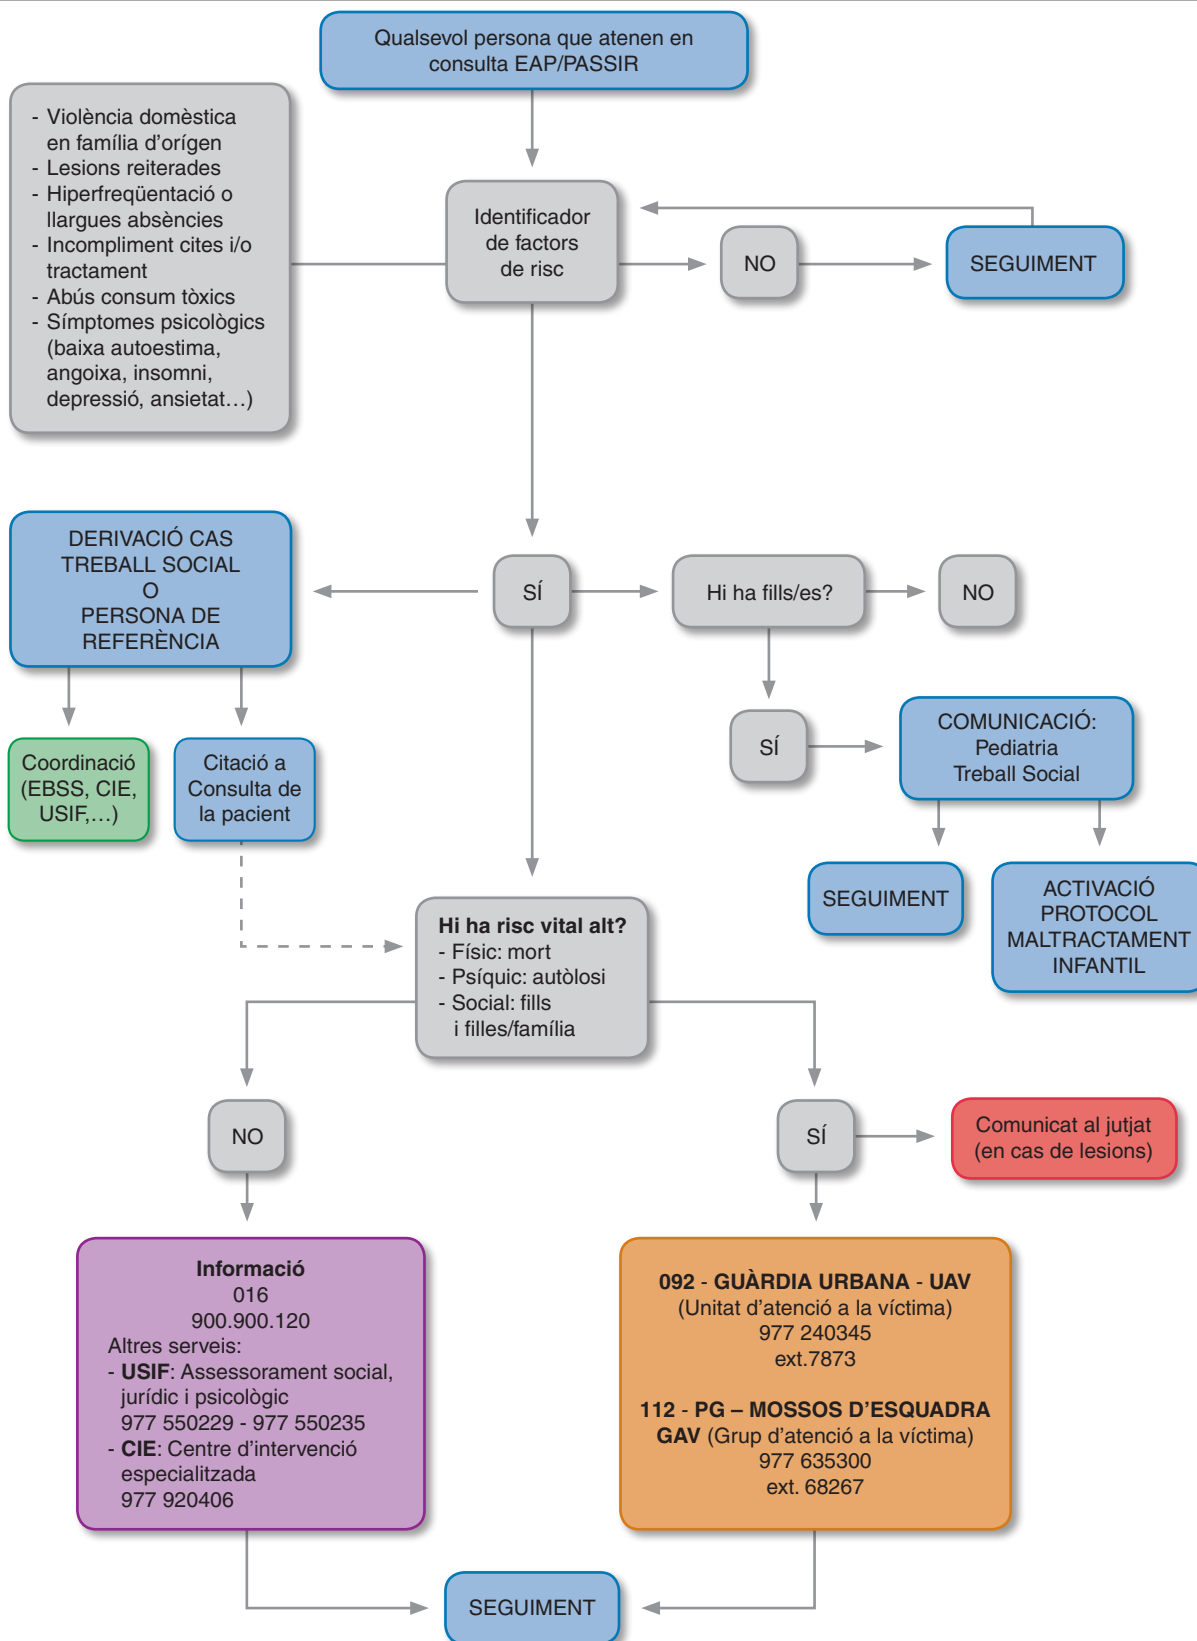 Qualsevol persona que atenen en
consulta EAP/PASSIR
- Violència domèstica
en família d'orígen
- Lesions reiterades
- Hiperfreqüentació o
llargues absències
- Incompliment cites i/o
tractament
- Abús consum tòxics
- Símptomes psicològics
(baixa autoestima,
angoixa, insomni,
depressió, ansietat…)
Identificador
de factors
de risc
NO
SEGUIMENT
DERIVACIÓ CAS
TREBALL SOCIAL
O
PERSONA DE
REFERÈNCIA
SÍ
Hi ha fills/es?
NO
Coordinació
(EBSS, CIE,
USIF,…)
Citació a
Consulta de
la pacient
SÍ
COMUNICACIÓ:
Pediatria
Treball Social
SEGUIMENT
ACTIVACIÓ
PROTOCOL
MALTRACTAMENT
INFANTIL
Hi ha risc vital alt?
- Físic: mort
- Psíquic: autòlosi
- Social: fills
i filles/família
NO
SÍ
Comunicat al jutjat
(en cas de lesions)
Informació
016
900.900.120
Altres serveis:
- USIF: Assessorament social,
jurídic i psicològic
977 550229 - 977 550235
- CIE: Centre d'intervenció
especialitzada
977 920406
092 - GUÀRDIA URBANA - UAV
(Unitat d'atenció a la víctima)
977 240345
ext.7873
112 - PG – MOSSOS D'ESQUADRA
GAV (Grup d'atenció a la víctima)
977 635300
ext. 68267
SEGUIMENT